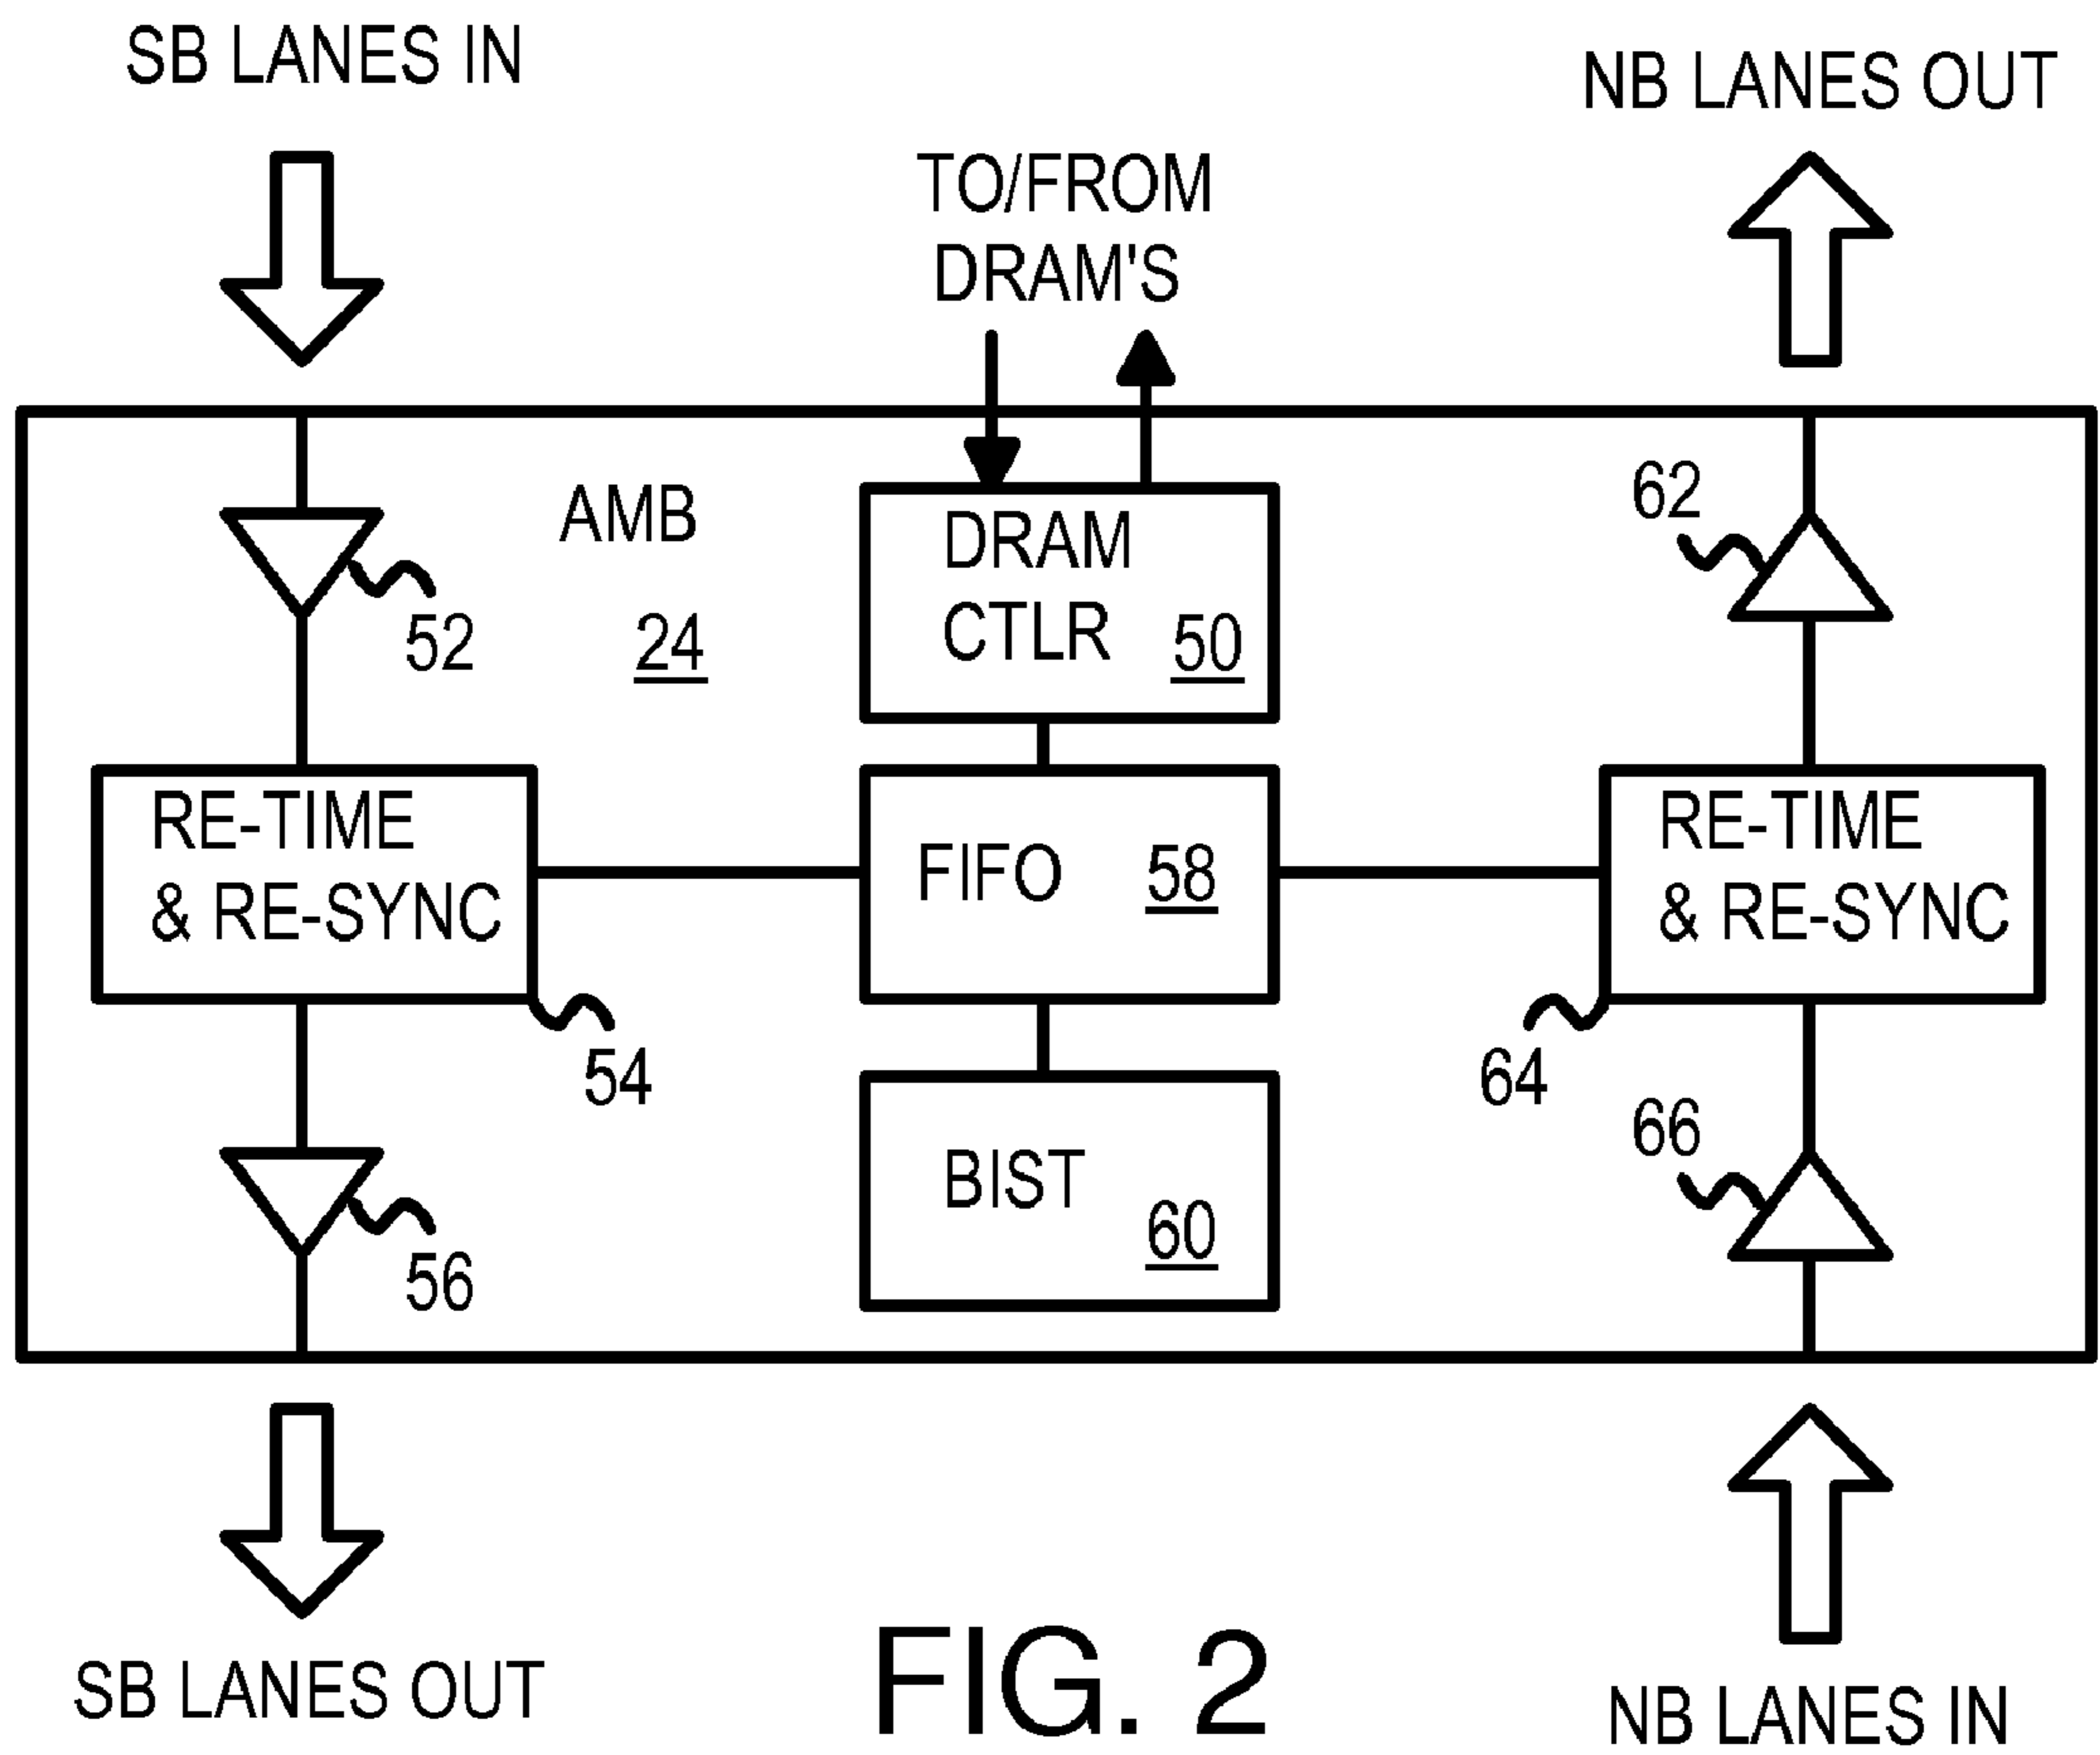 SB LANES IN
NB LANES OUT
TO/FROM
DRAM'S
AMB
24
52
DRAM
CTLR 50
62
RE-TIME
& RE-SYNC
54
FIFO 58
RE-TIME
& RE-SYNC
64
56
BIST
60
66
SB LANES OUT
NB LANES IN
FIG. 2